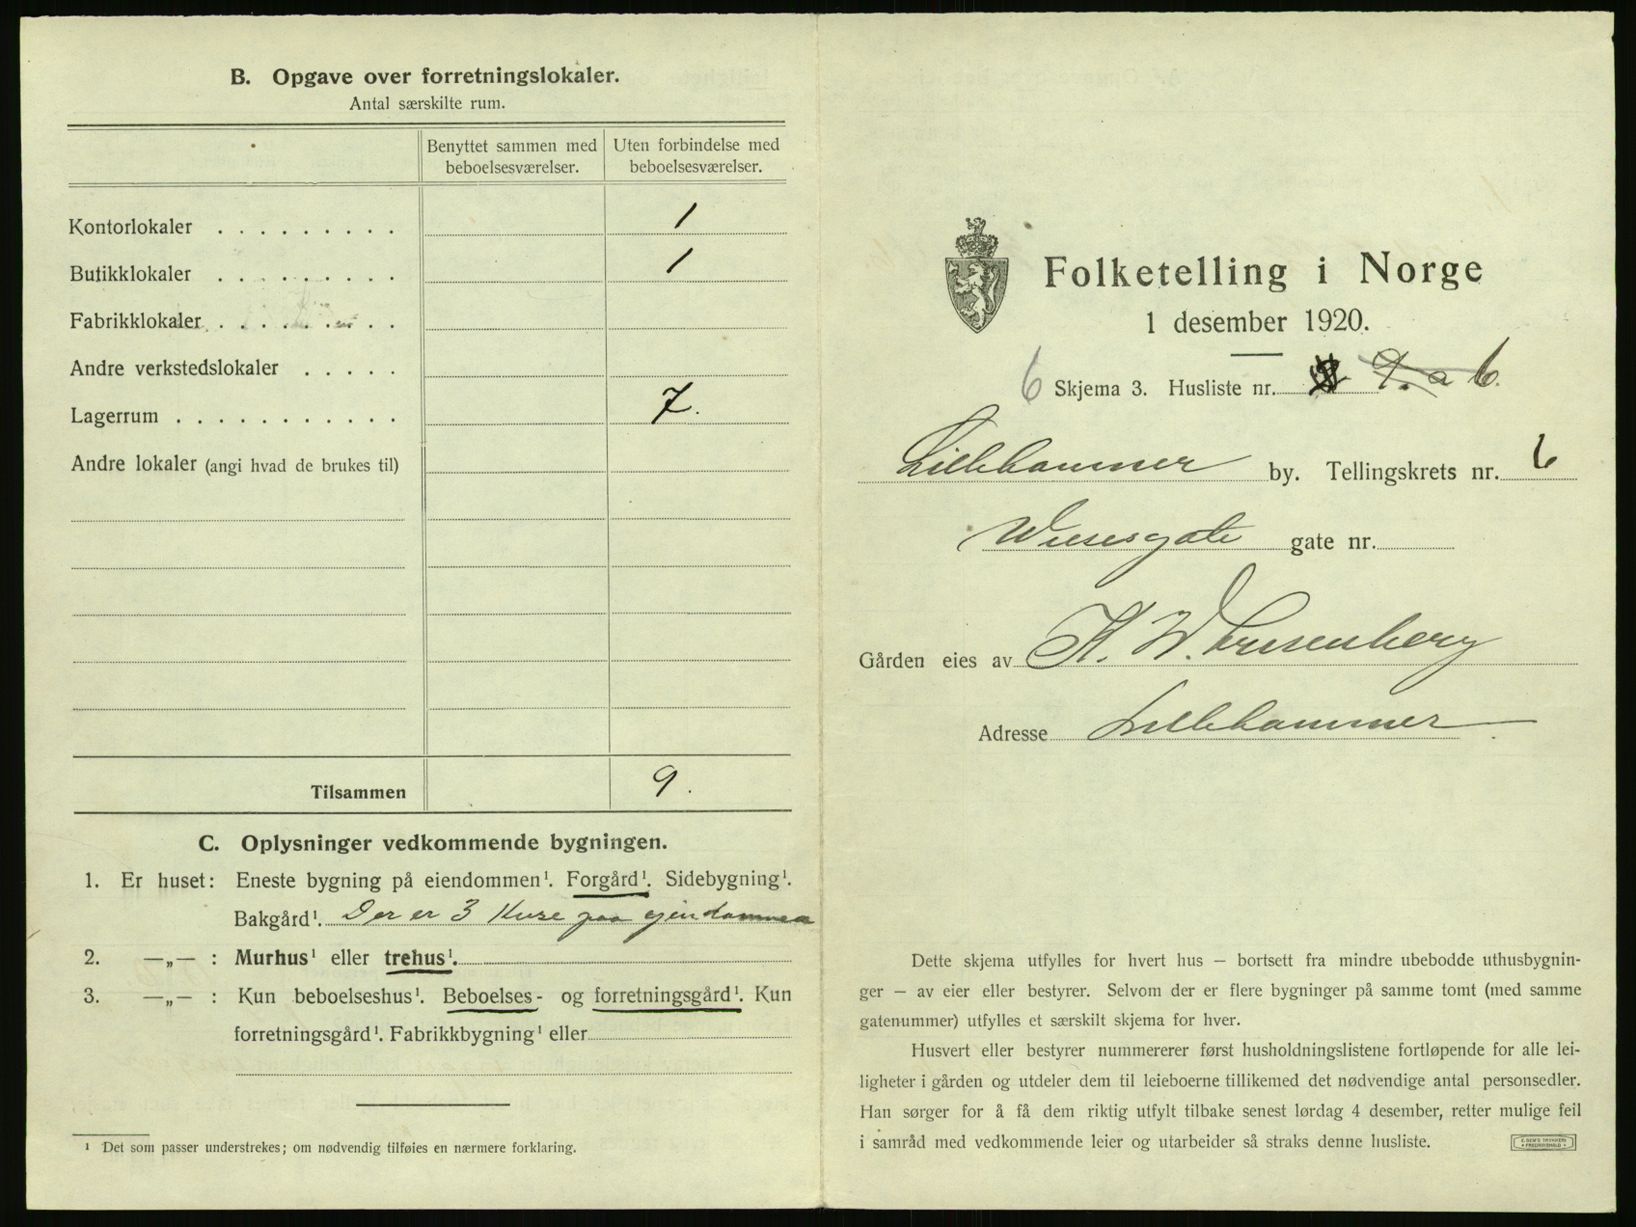 B. Opgave over forretningslokaler.
Antal særskilte rum.
Benyttet sammen med beboelsesværelser.
Uten forbindelse med beboelsesværelser.
Kontorlokaler . . . . . . . . . 1
Butikklokaler . . . . . . . . . 1
Fabrikklokaler . . . . . . . . .
Andre verkstedslokaler . . . . .
Lagerrum . . . . . . . . . . . 7.
Andre lokaler (angi hvad de brukes til)
Tilsammen 9.
C. Oplysninger vedkommende bygningen.
1. Er huset: Eneste bygning på eiendommen¹. Forgård¹. Sidebygning¹.
Bakgård¹. Der er 3 Huse paa ejendommen
2. —„— : Murhus¹ eller trehus¹.
3. —„— : Kun beboelseshus¹. Beboelses- og forretningsgård¹. Kun
forretningsgård¹. Fabrikkbygning¹ eller
¹ Det som passer understrekes; om nødvendig tilføies en nærmere forklaring.
Folketelling i Norge
1 desember 1920.
6 Skjema 3. Husliste nr. 6.
Lillehammer by. Tellingskrets nr. 6
Wiesesgate gate nr.
Gården eies av K. W.
Adresse Lillehammer
Dette skjema utfylles for hvert hus — bortsett fra mindre ubebodde uthusbygnin-
ger — av eier eller bestyrer. Selvom der er flere bygninger på samme tomt (med samme
gatenummer) utfylles et særskilt skjema for hver.
Husvert eller bestyrer nummererer først husholdningslistene fortløpende for alle lei-
ligheter i gården og utdeler dem til leieboerne tillikemed det nødvendige antal personsedler.
Han sørger for å få dem riktig utfylt tilbake senest lørdag 4 desember, retter mulige feil
i samråd med vedkommende leier og utarbeider så straks denne husliste.